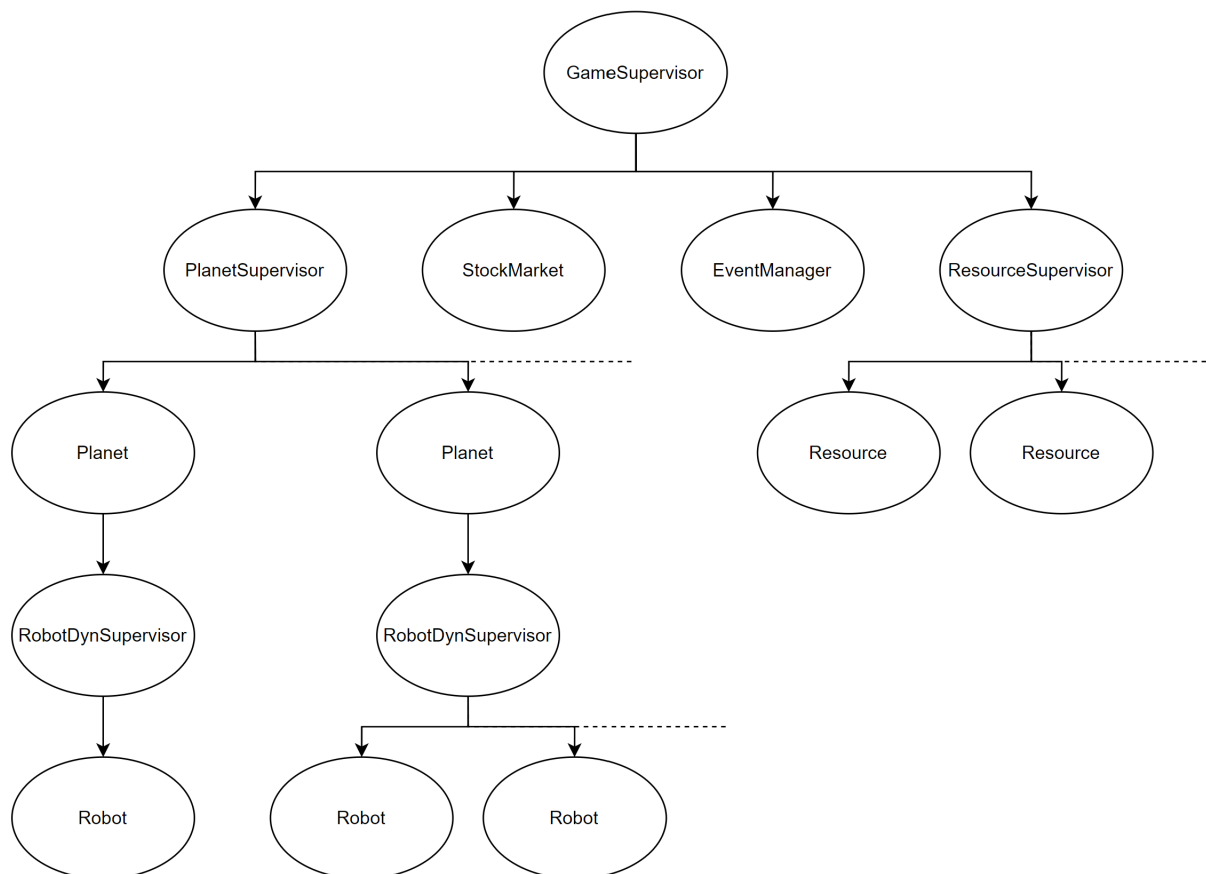 GameSupervisor
PlanetSupervisor
StockMarket
EventManager
ResourceSupervisor
Planet
Planet
Resource
Resource
RobotDynSupervisor
RobotDynSupervisor
Robot
Robot
Robot